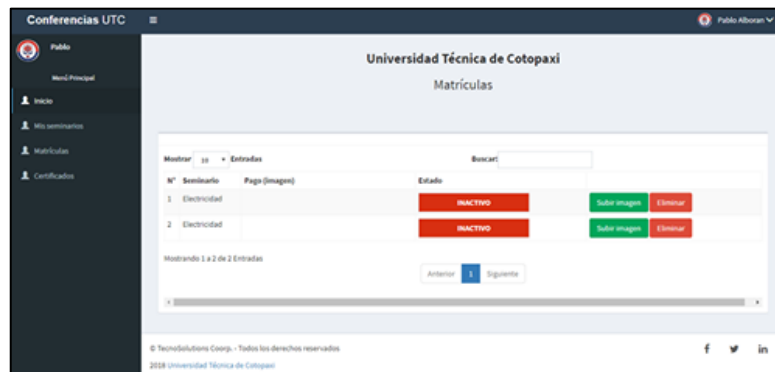 Conferencias UTC
Pablo Alboran
Pablo
Menú Principal
Inicio
Mis seminarios
Matrículas
Certificados
Universidad Técnica de Cotopaxi
Matrículas
Mostrar 10 Entradas Buscar:
N° Seminario Pago (imagen) Estado
1 Electricidad INACTIVO Subir imagen Eliminar
2 Electricidad INACTIVO Subir imagen Eliminar
Mostrando 1 a 2 de 2 Entradas
Anterior 1 Siguiente
© TecnoSolutions Coorp. - Todos los derechos reservados
2018 Universidad Técnica de Cotopaxi